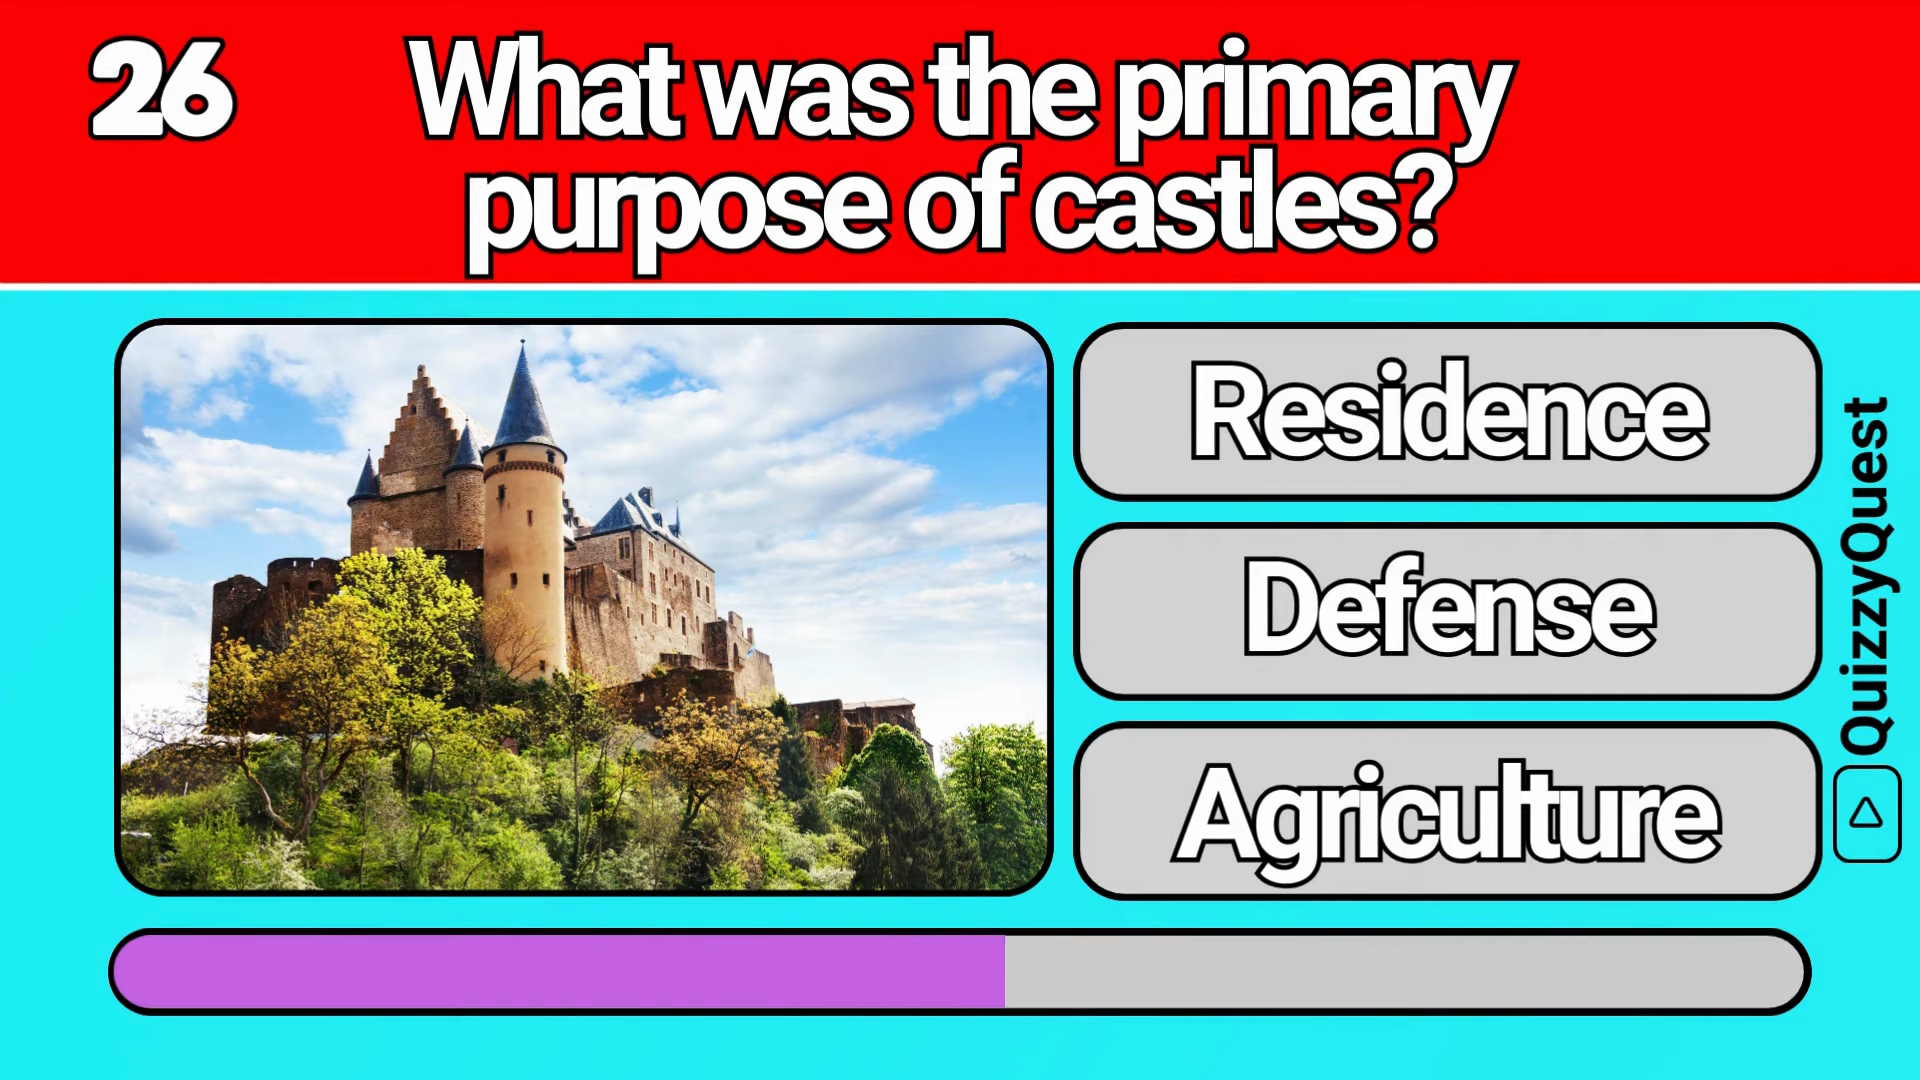 26
What was the primary
purpose of castles?
Residence
Defense
Agriculture
QuizzyQuest